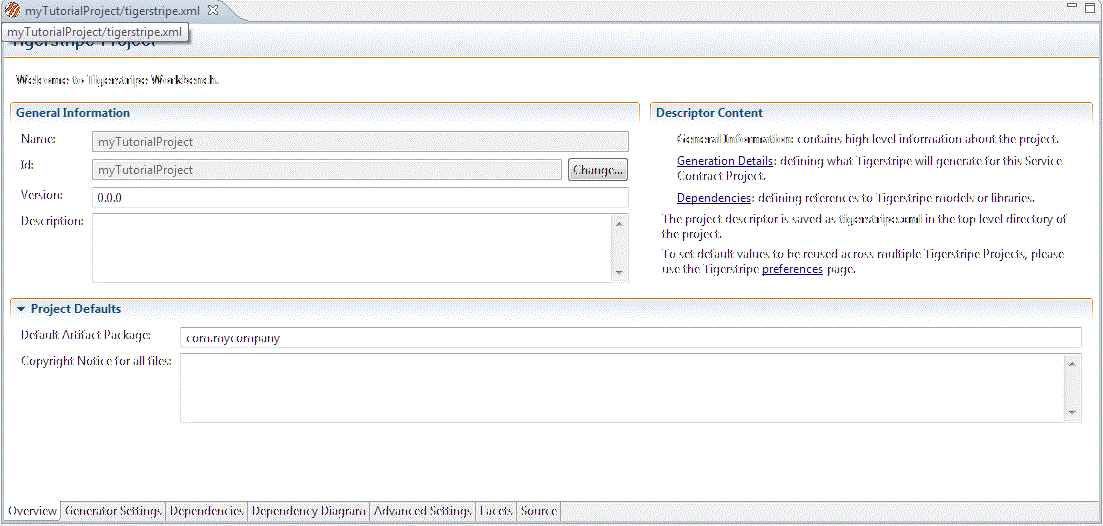 myTutorialProject/tigerstripe.xml
myTutorialProject/tigerstripe.xml
Tigerstripe Project
Welcome to Tigerstripe Workbench.
General Information
Name: myTutorialProject
Id: myTutorialProject Change...
Version: 0.0.0
Description:
Descriptor Content
General Information: contains high level information about the project.
Generation Details: defining what Tigerstripe will generate for this Service
Contract Project.
Dependencies: defining references to Tigerstripe models or libraries.
The project descriptor is saved as tigerstripe.xml in the top level directory of
the project.
To set default values to be reused across multiple Tigerstripe Projects, please
use the Tigerstripe preferences page.
Project Defaults
Default Artifact Package: com.mycompany
Copyright Notice for all files:
Overview Generator Settings Dependencies Dependency Diagram Advanced Settings Facets Source